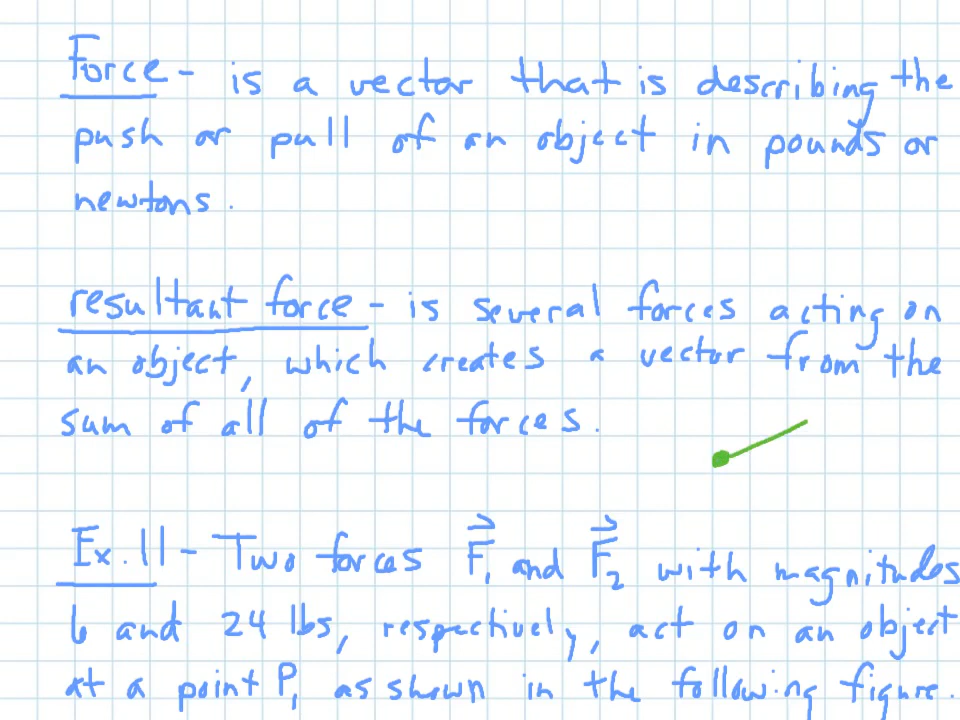 Force - is a vector that is describing the
push or pull of an object in pounds or
newtons.
resultant force - is several forces acting on
an object, which creates a vector from the
sum of all of the forces.
Ex. 11 - Two forces F⃗₁ and F⃗₂ with magnitudes
6 and 24 lbs, respectively, act on an object
at a point P, as shown in the following figure.